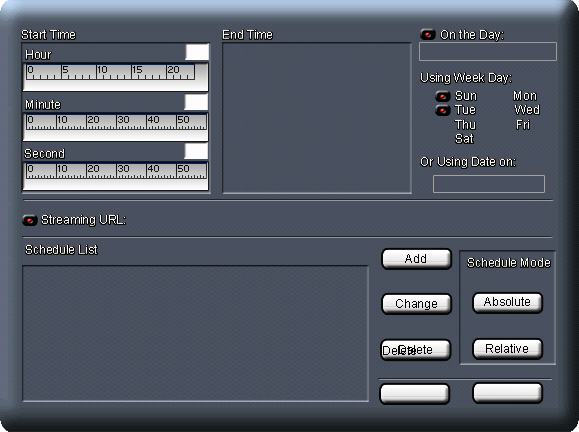 Start Time
End Time
On the Day:
Hour
0 5 10 15 20
Minute
0 10 20 30 40 50
Second
0 10 20 30 40 50
Using Week Day:
Sun Mon
Tue Wed
Thu Fri
Sat
Or Using Date on:
Streaming URL:
Schedule List
Add
Change
Delete Delete
Schedule Mode
Absolute
Relative